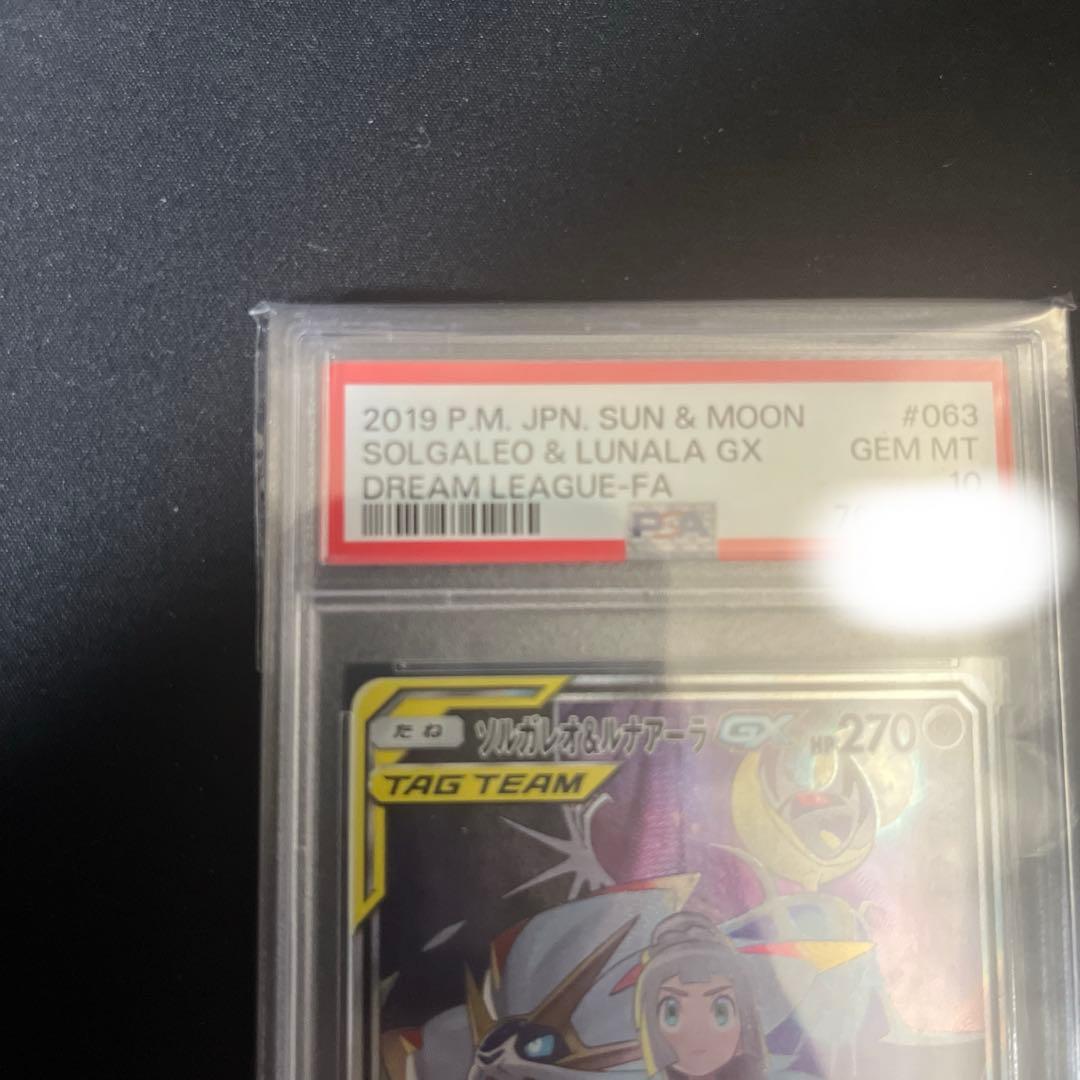 2019 P.M. JPN. SUN & MOON #063
SOLGALEO & LUNALA GX GEM MT
DREAM LEAGUE-FA 10
PSA
たね ソルガレオ&ルナアーラ GX HP 270
TAG TEAM